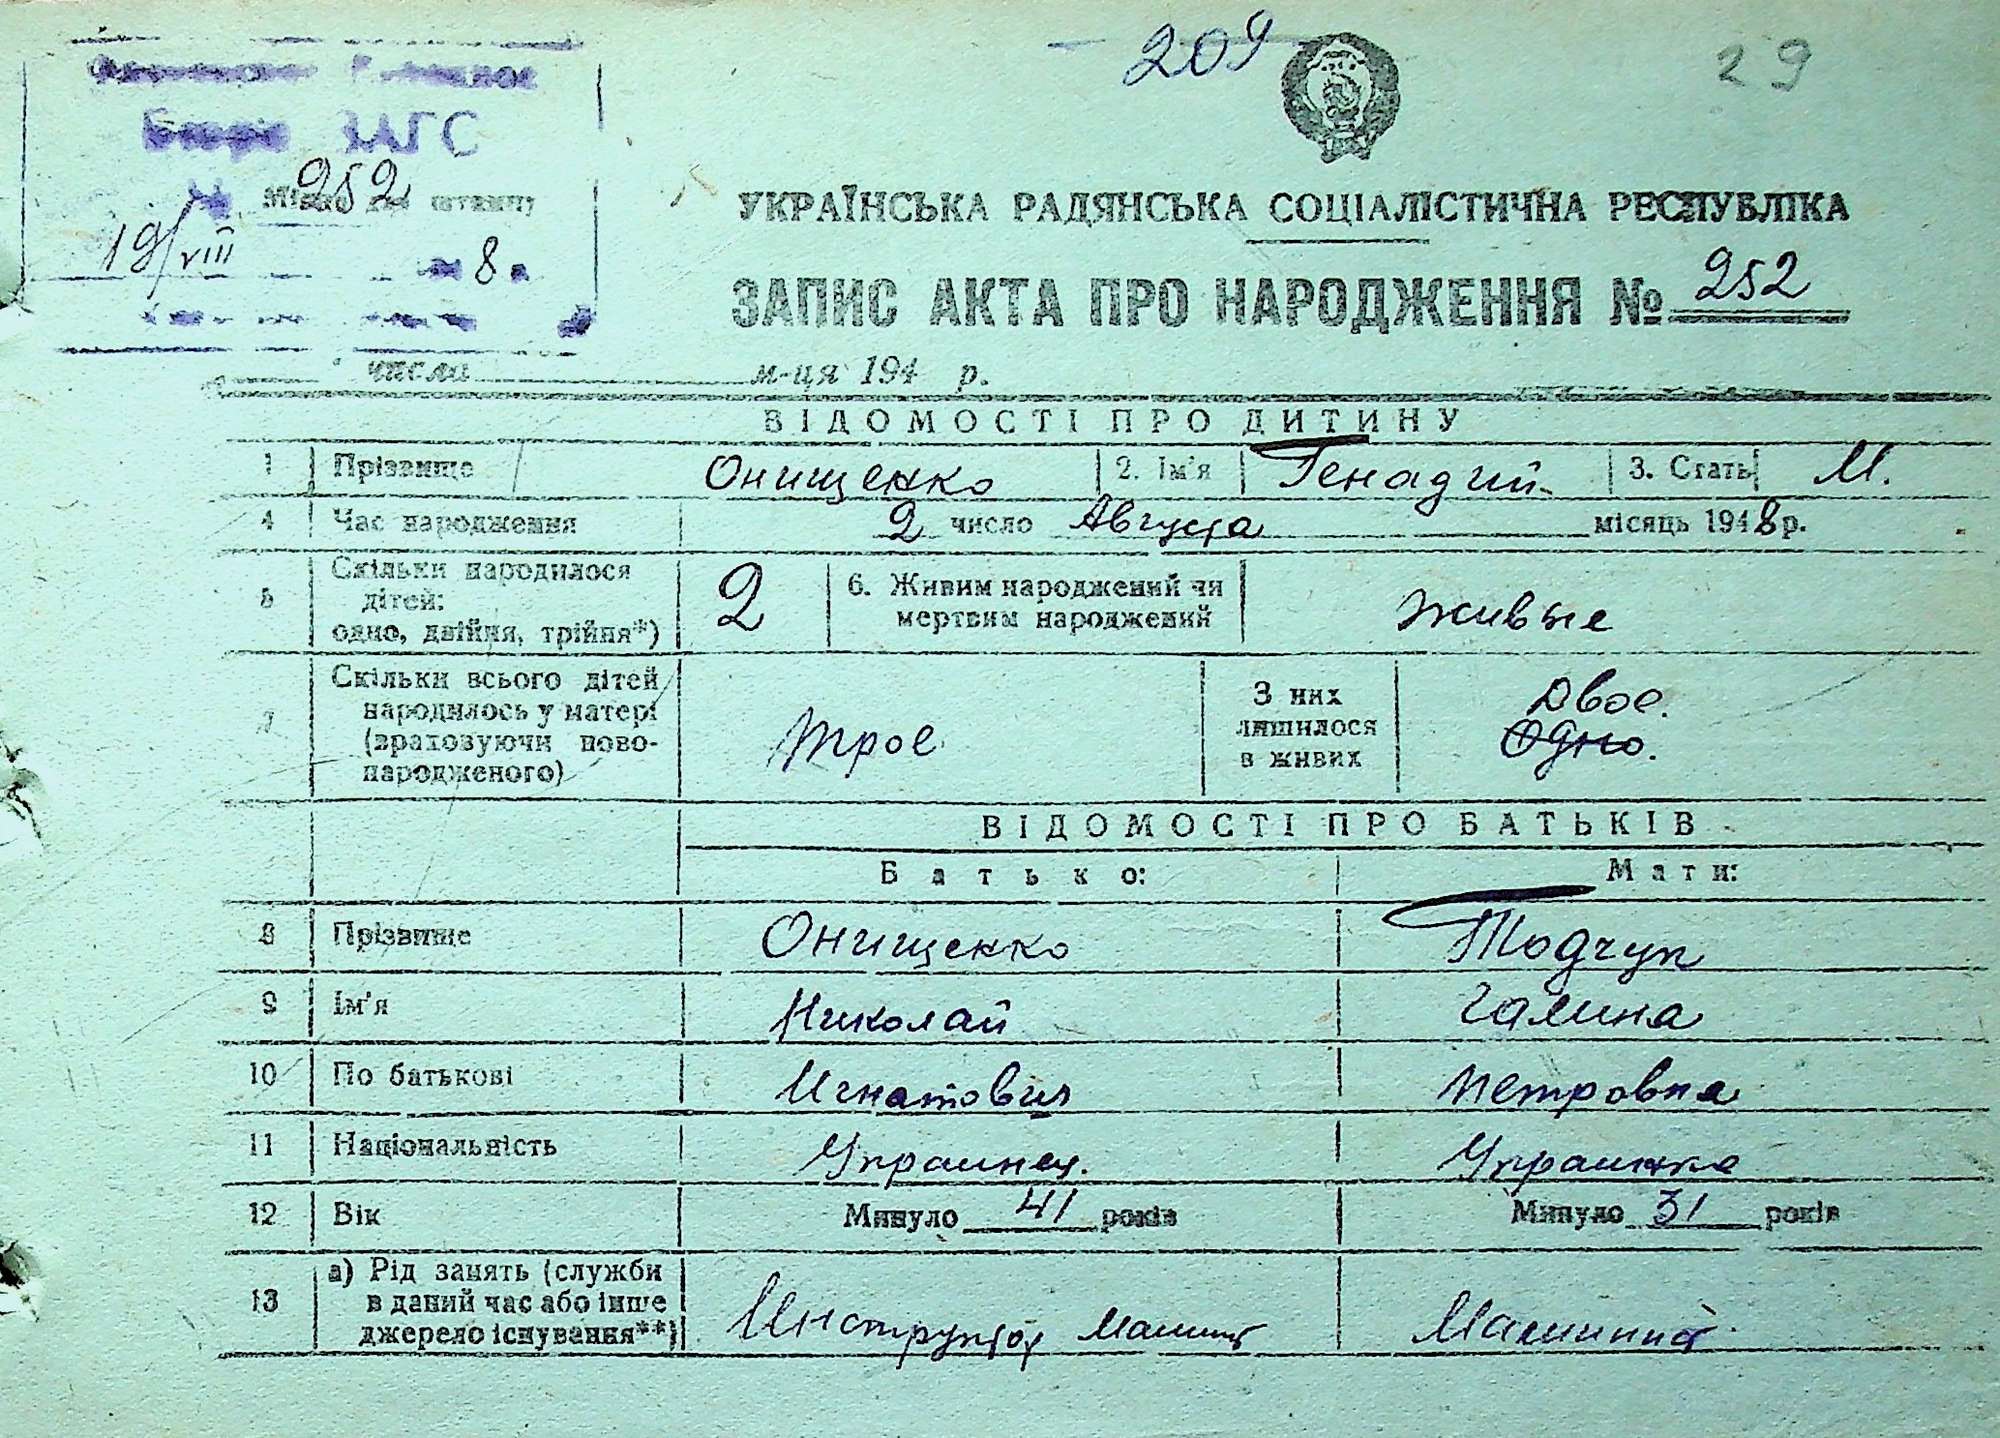 209
29
ЗАГС
252
19/VIII
8
УКРАЇНСЬКА РАДЯНСЬКА СОЦІАЛІСТИЧНА РЕСПУБЛІКА
ЗАПИС АКТА ПРО НАРОДЖЕННЯ № 252
числа м-ця 194 р.
ВІДОМОСТІ ПРО ДИТИНУ
1 Прізвище Онищенко 2. Ім'я Генадий 3. Стать М.
4 Час народження 2 число Августа місяць 1948 р.
5 Скільки народилося
дітей:
одно, двійня, трійня*)
2
6. Живим народжений чи
мертвим народжений
живые
7 Скільки всього дітей
народилось у матері
(враховуючи ново-
народженого)
трое
З них
лишилося
в живих
Двое.
Одно.
ВІДОМОСТІ ПРО БАТЬКІВ
Батько: Мати:
8 Прізвище Онищенко
9 Ім'я Николай Галина
10 По батькові Игнатович Петровна
11 Національність Украинец. Украинка
12 Вік Минуло 41 років Минуло 31 років
13 а) Рід занять (служби
в даний час або інше
джерело існування**)